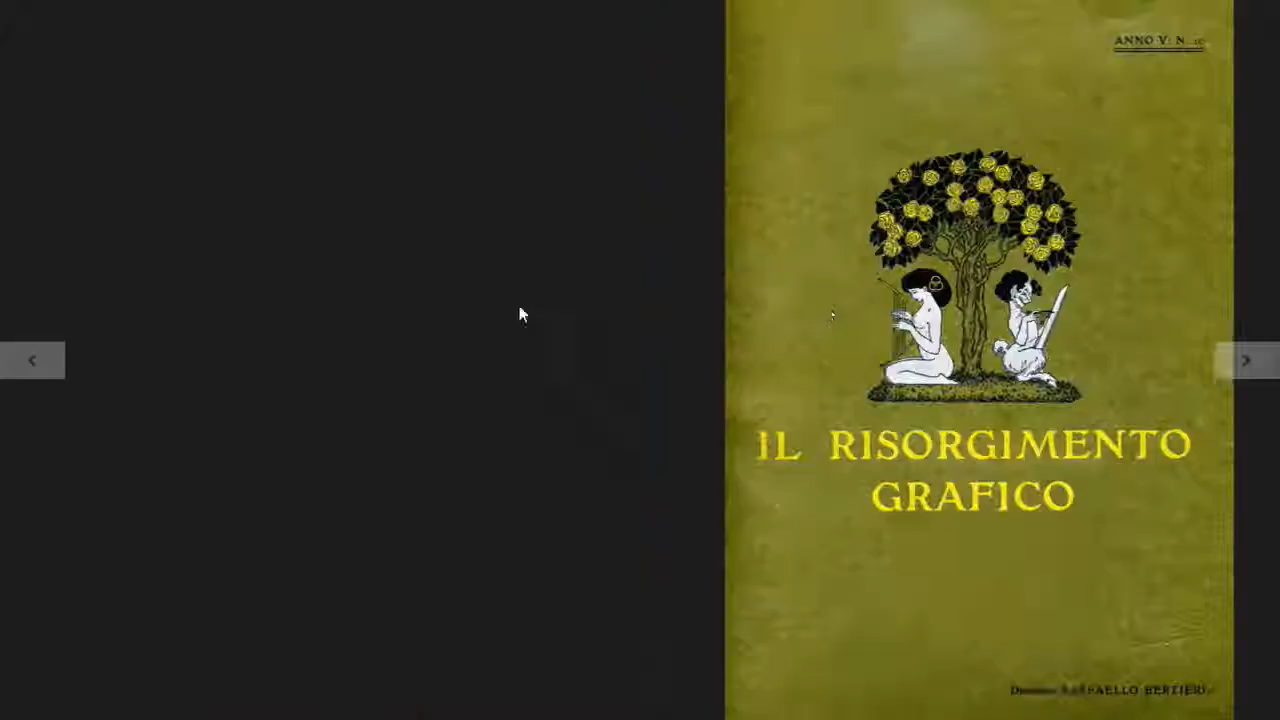 ANNO V. N.
IL RISORGIMENTO
GRAFICO
RAFFAELLO BERTIERI